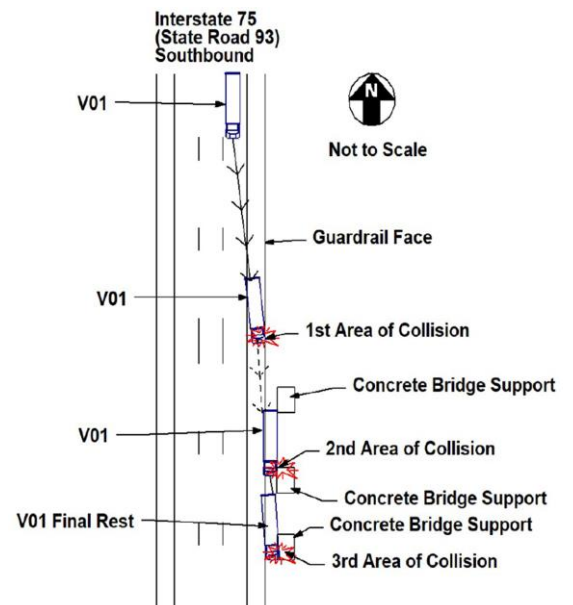 Interstate 75
(State Road 93)
Southbound
V01
N
Not to Scale
Guardrail Face
V01
1st Area of Collision
Concrete Bridge Support
V01
2nd Area of Collision
Concrete Bridge Support
V01 Final Rest
Concrete Bridge Support
3rd Area of Collision